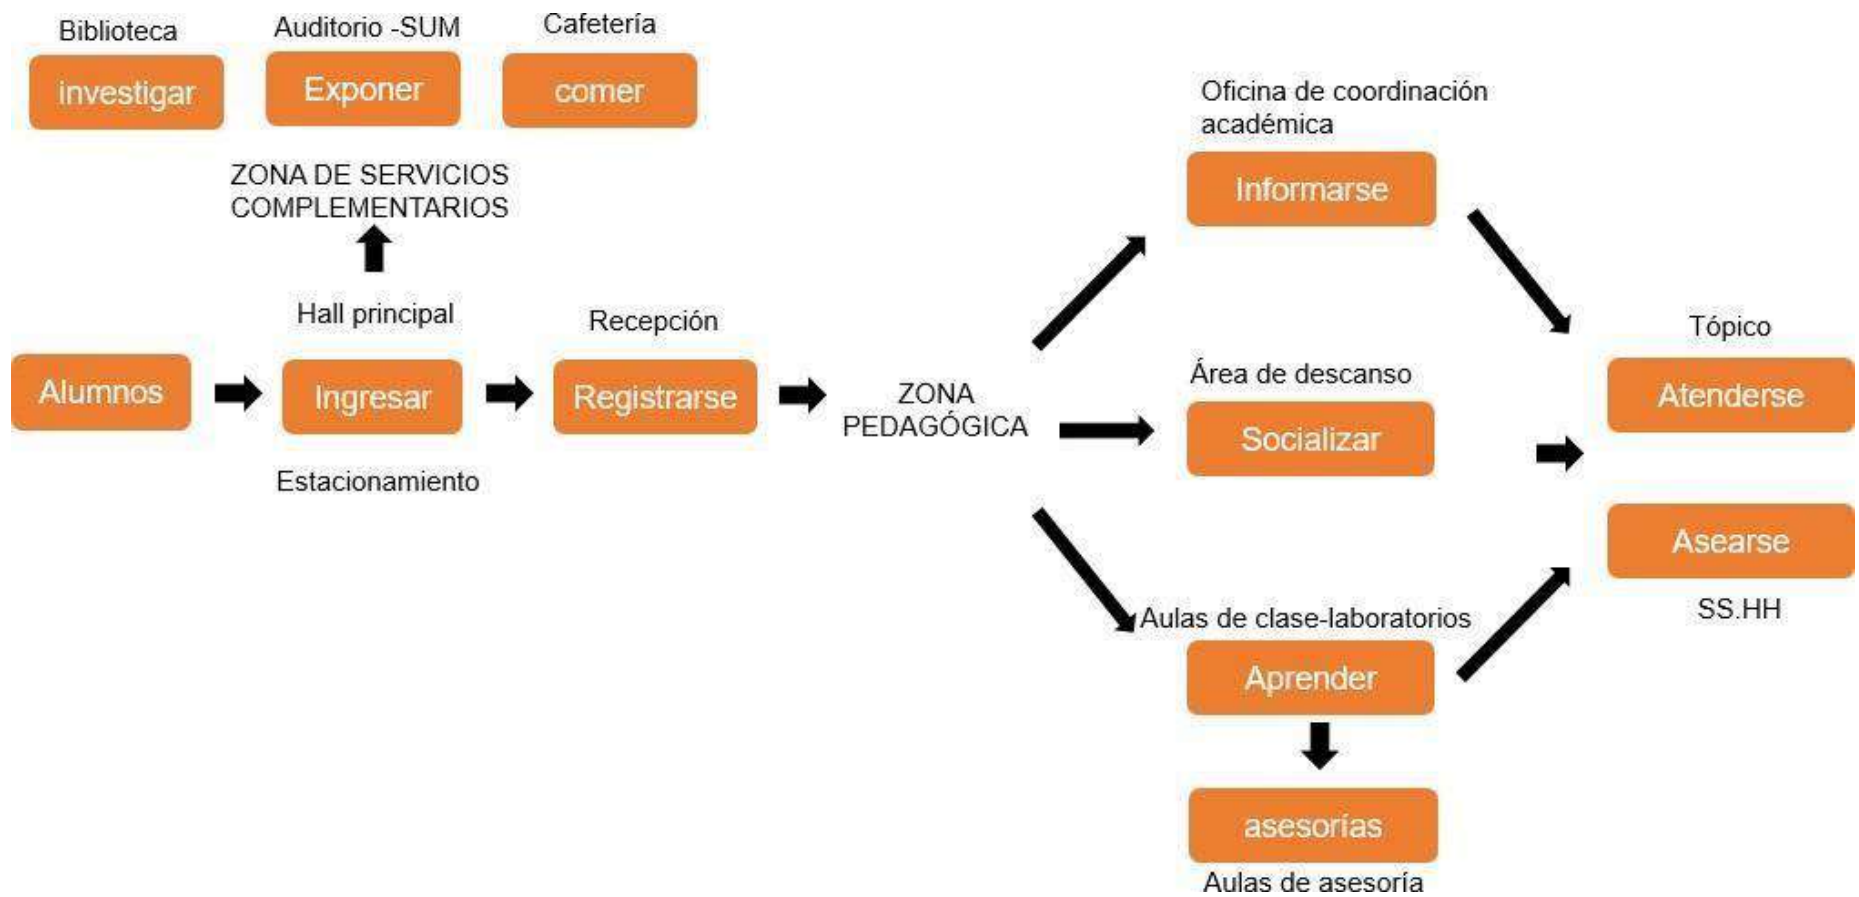 Biblioteca
investigar
Auditorio -SUM
Exponer
Cafetería
comer
ZONA DE SERVICIOS
COMPLEMENTARIOS
Alumnos
Hall principal
Ingresar
Estacionamiento
Recepción
Registrarse
ZONA
PEDAGÓGICA
Oficina de coordinación
académica
Informarse
Área de descanso
Socializar
Aulas de clase-laboratorios
Aprender
asesorías
Aulas de asesoría
Tópico
Atenderse
Asearse
SS.HH